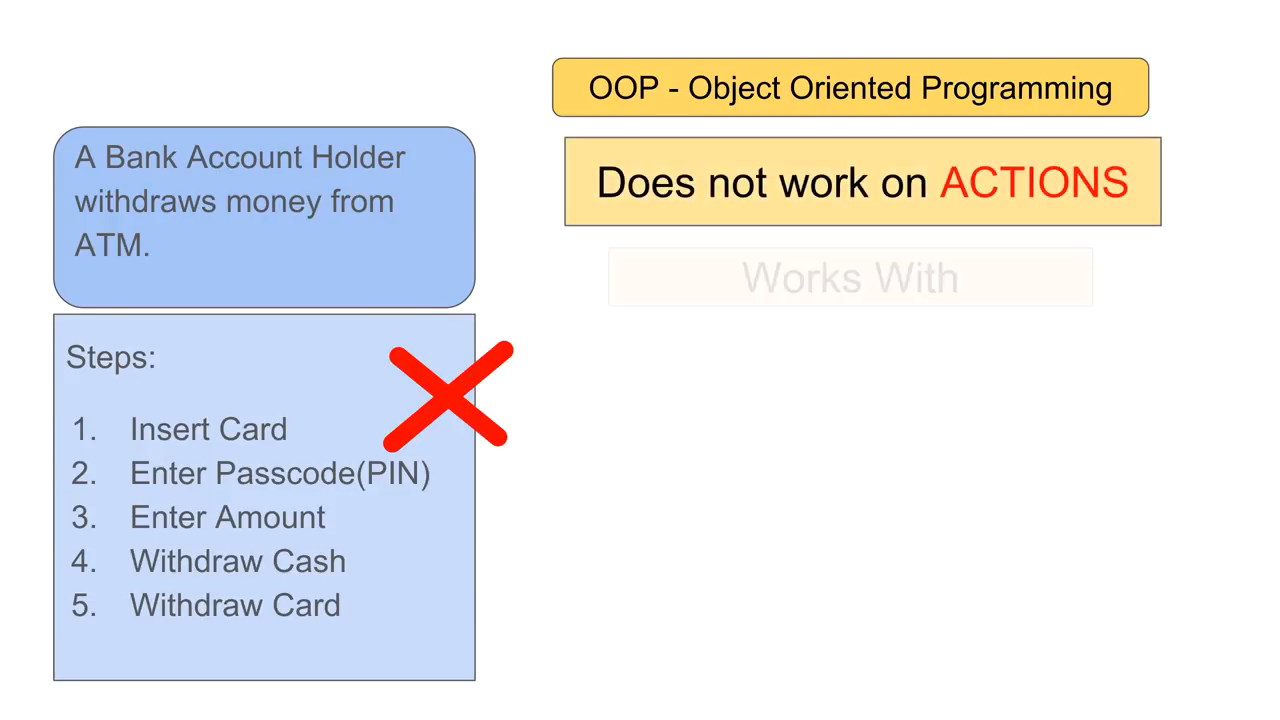 OOP - Object Oriented Programming
Does not work on ACTIONS
Works With
A Bank Account Holder
withdraws money from
ATM.
Steps:
1. Insert Card
2. Enter Passcode(PIN)
3. Enter Amount
4. Withdraw Cash
5. Withdraw Card